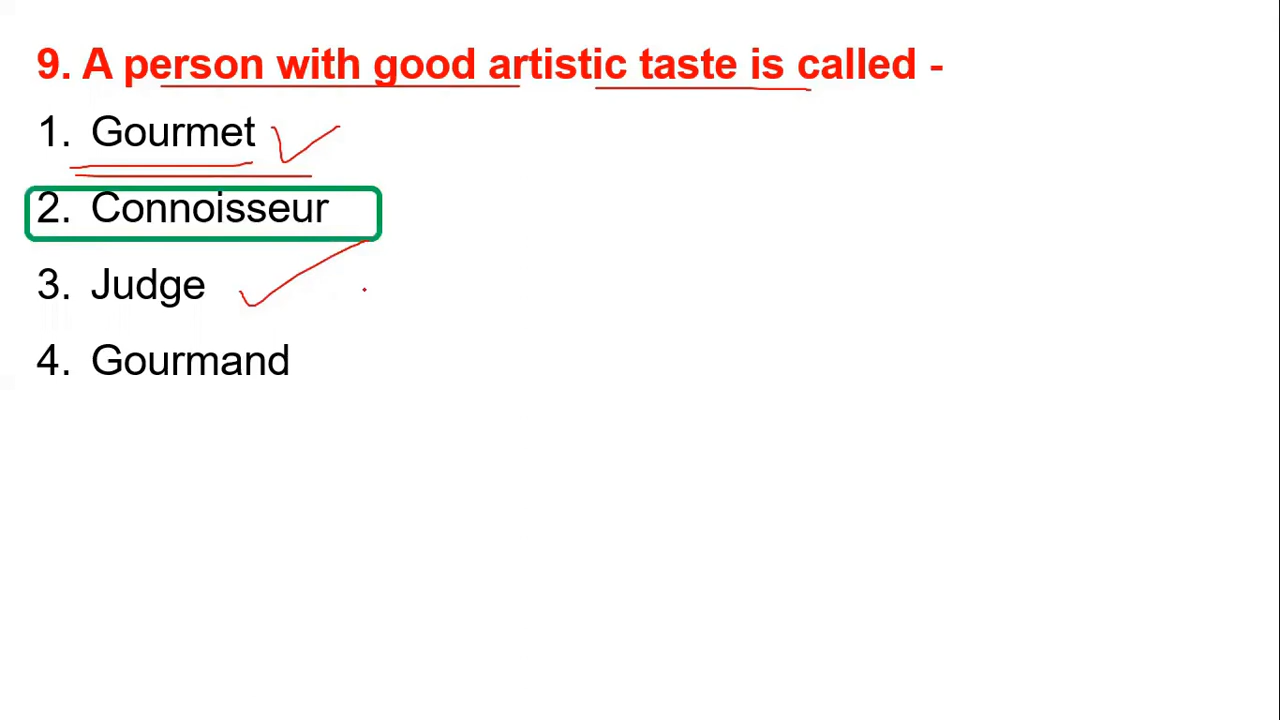 9. A person with good artistic taste is called -
1. Gourmet
2. Connoisseur
3. Judge
4. Gourmand